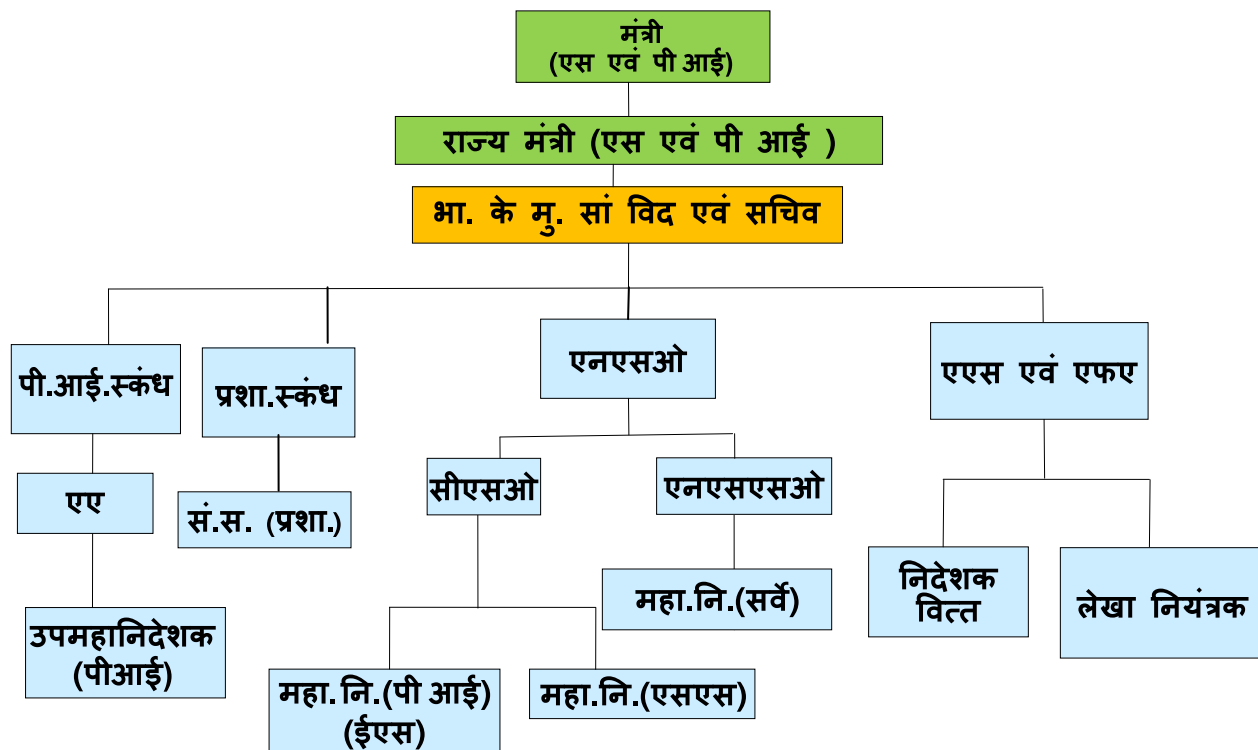 मंत्री
(एस एवं पी आई)
राज्य मंत्री (एस एवं पी आई )
भा. के मु. सां विद एवं सचिव
पी.आई.स्कंध
प्रशा.स्कंध
एनएसओ
एएस एवं एफए
एए
सं.स. (प्रशा.)
सीएसओ
एनएसएसओ
निदेशक
वित्त
लेखा नियंत्रक
उपमहानिदेशक
(पीआई)
महा.नि.(पी आई)
(ईएस)
महा.नि.(एसएस)
महा.नि.(सर्वे)